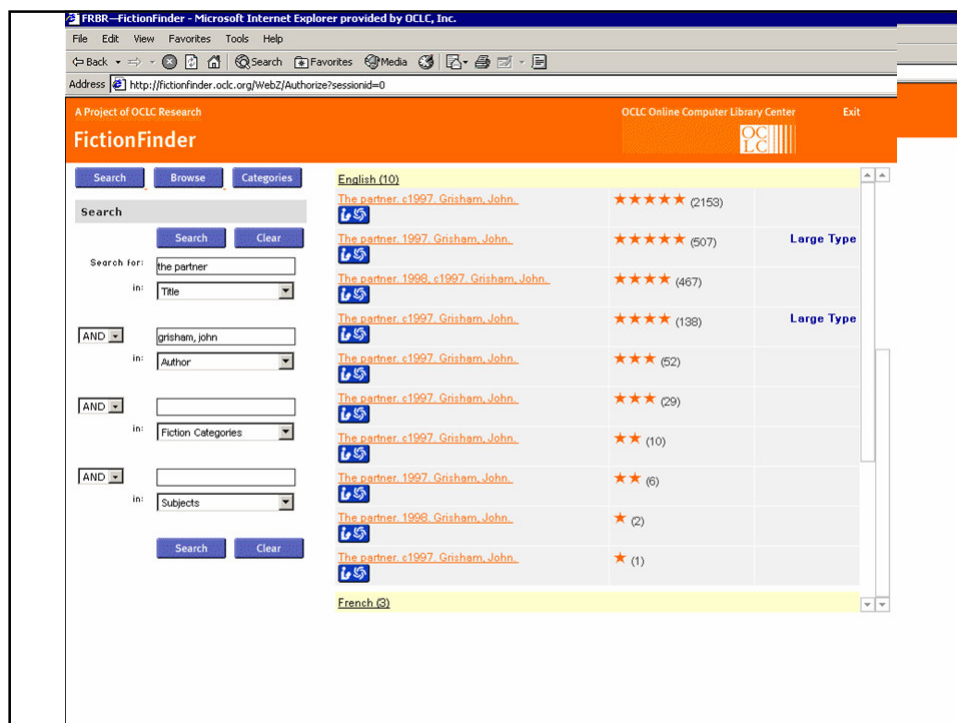 FRBR—FictionFinder - Microsoft Internet Explorer provided by OCLC, Inc.
File Edit View Favorites Tools Help
Back Search Favorites Media
Address http://fictionfinder.oclc.org/WebZ/Authorize?sessionid=0
A Project of OCLC Research OCLC Online Computer Library Center Exit
FictionFinder OCLC
Search Browse Categories
Search
Search Clear
Search for: the partner
in: Title
AND grisham, john
in: Author
AND
in: Fiction Categories
AND
in: Subjects
Search Clear
English (10)
The partner. c1997. Grisham, John. (2153)
The partner. 1997. Grisham, John. (507) Large Type
The partner. 1998, c1997. Grisham, John. (467)
The partner. c1997. Grisham, John. (138) Large Type
The partner. c1997. Grisham, John. (52)
The partner. c1997. Grisham, John. (29)
The partner. c1997. Grisham, John. (10)
The partner. 1997. Grisham, John. (6)
The partner. 1998. Grisham, John. (2)
The partner. c1997. Grisham, John. (1)
French (3)